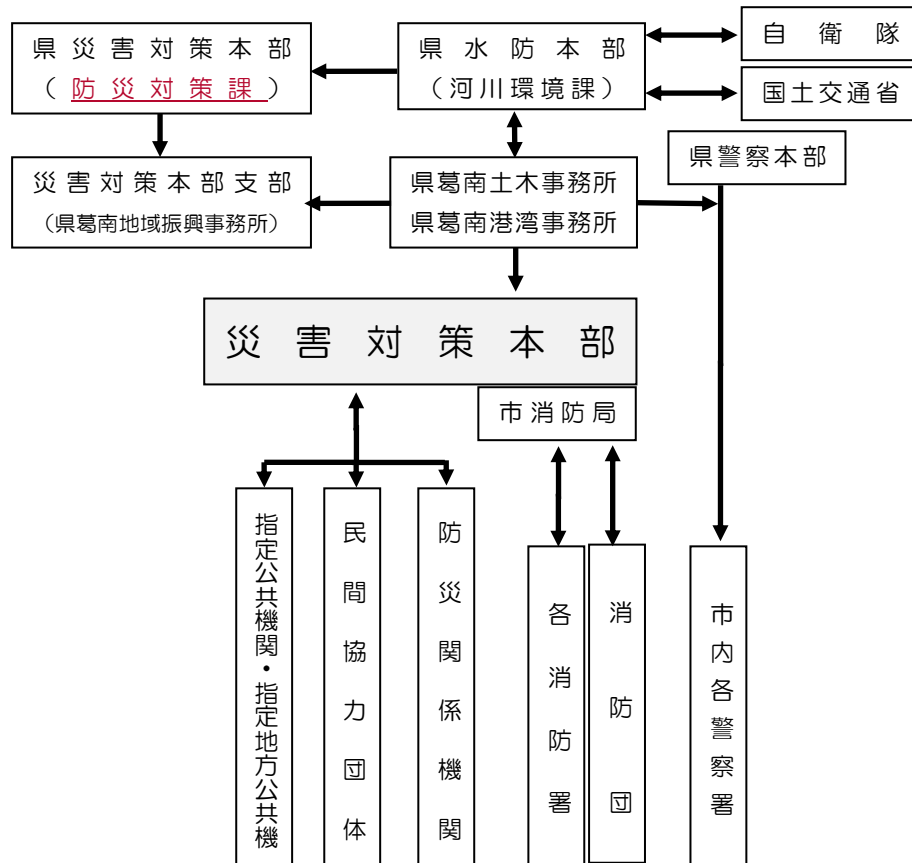 県災害対策本部
(防災対策課)
県水防本部
(河川環境課)
自衛隊
国土交通省
県警察本部
災害対策本部支部
(県葛南地域振興事務所)
県葛南土木事務所
県葛南港湾事務所
災害対策本部
市消防局
指定公共機関・指定地方公共機
民間協力団体
防災関係機関
各消防署
消防団
市内各警察署